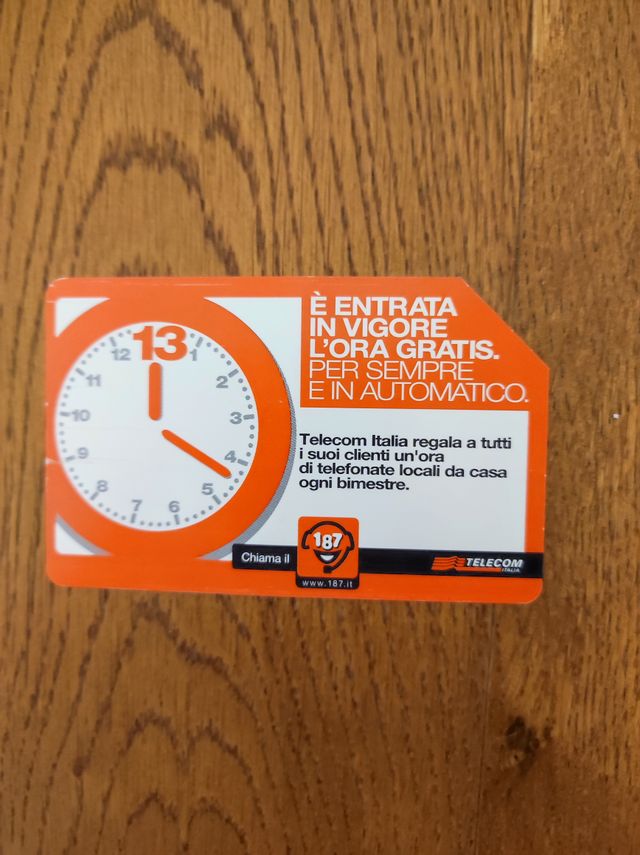 È ENTRATA
IN VIGORE
L'ORA GRATIS.
PER SEMPRE
E IN AUTOMATICO.
13
12
1
2
3
4
5
6
7
8
9
10
11
Telecom Italia regala a tutti
i suoi clienti un'ora
di telefonate locali da casa
ogni bimestre.
Chiama il
187
www.187.it
TELECOM
ITALIA